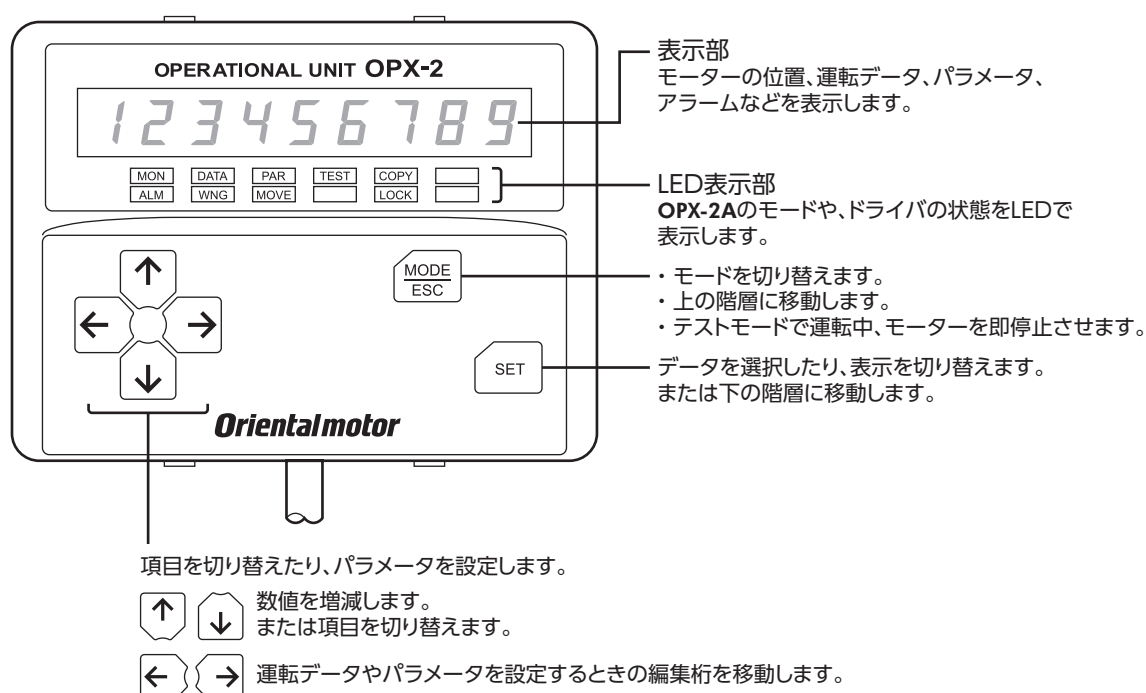 OPERATIONAL UNIT OPX-2
123456789
MON DATA PAR TEST COPY
ALM WNG MOVE LOCK
MODE
ESC
SET
Orientalmotor
表示部
モーターの位置、運転データ、パラメータ、
アラームなどを表示します。
LED表示部
OPX-2Aのモードや、ドライバの状態をLEDで
表示します。
・ モードを切り替えます。
・ 上の階層に移動します。
・ テストモードで運転中、モーターを即停止させます。
データを選択したり、表示を切り替えます。
または下の階層に移動します。
項目を切り替えたり、パラメータを設定します。
↑ ↓ 数値を増減します。
または項目を切り替えます。
← → 運転データやパラメータを設定するときの編集桁を移動します。